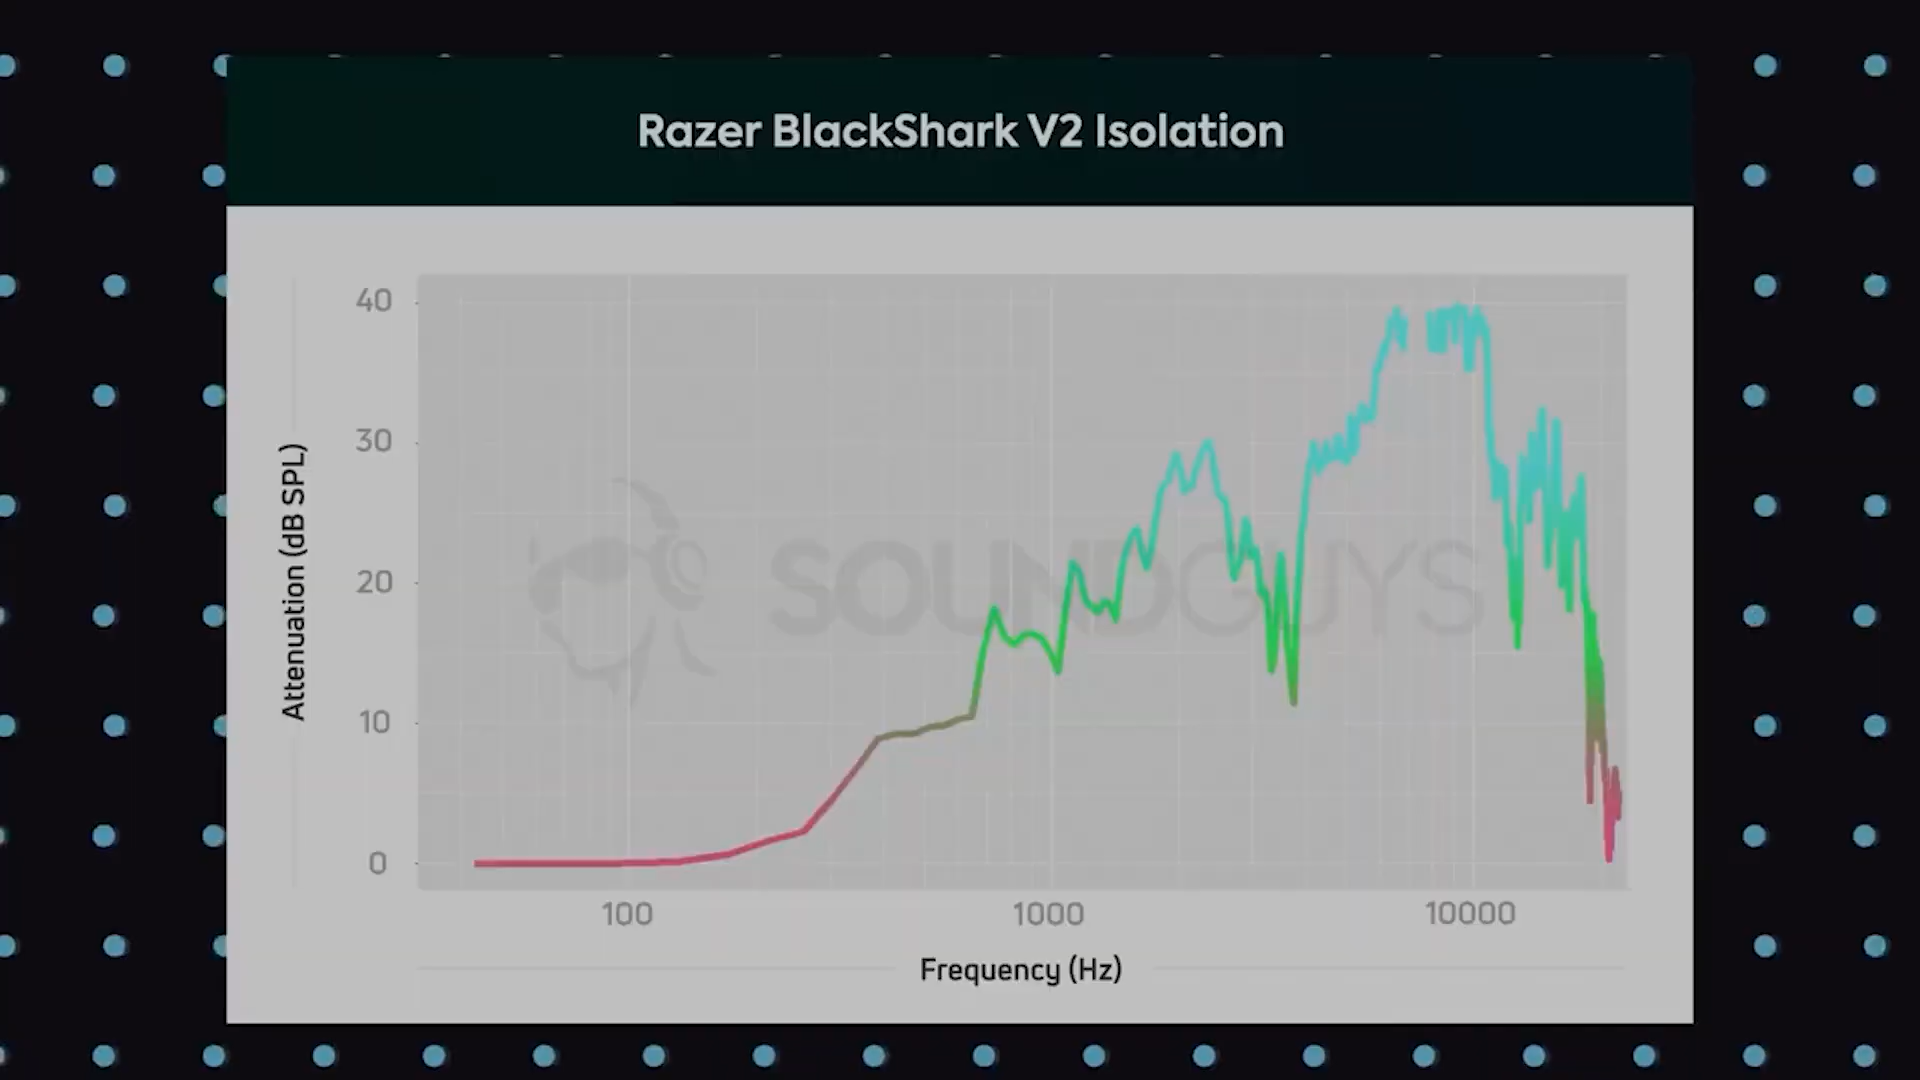 Razer BlackShark V2 Isolation
40
30
20
10
0
Attenuation (dB SPL)
SOUNDGUYS
100 1000 10000
Frequency (Hz)